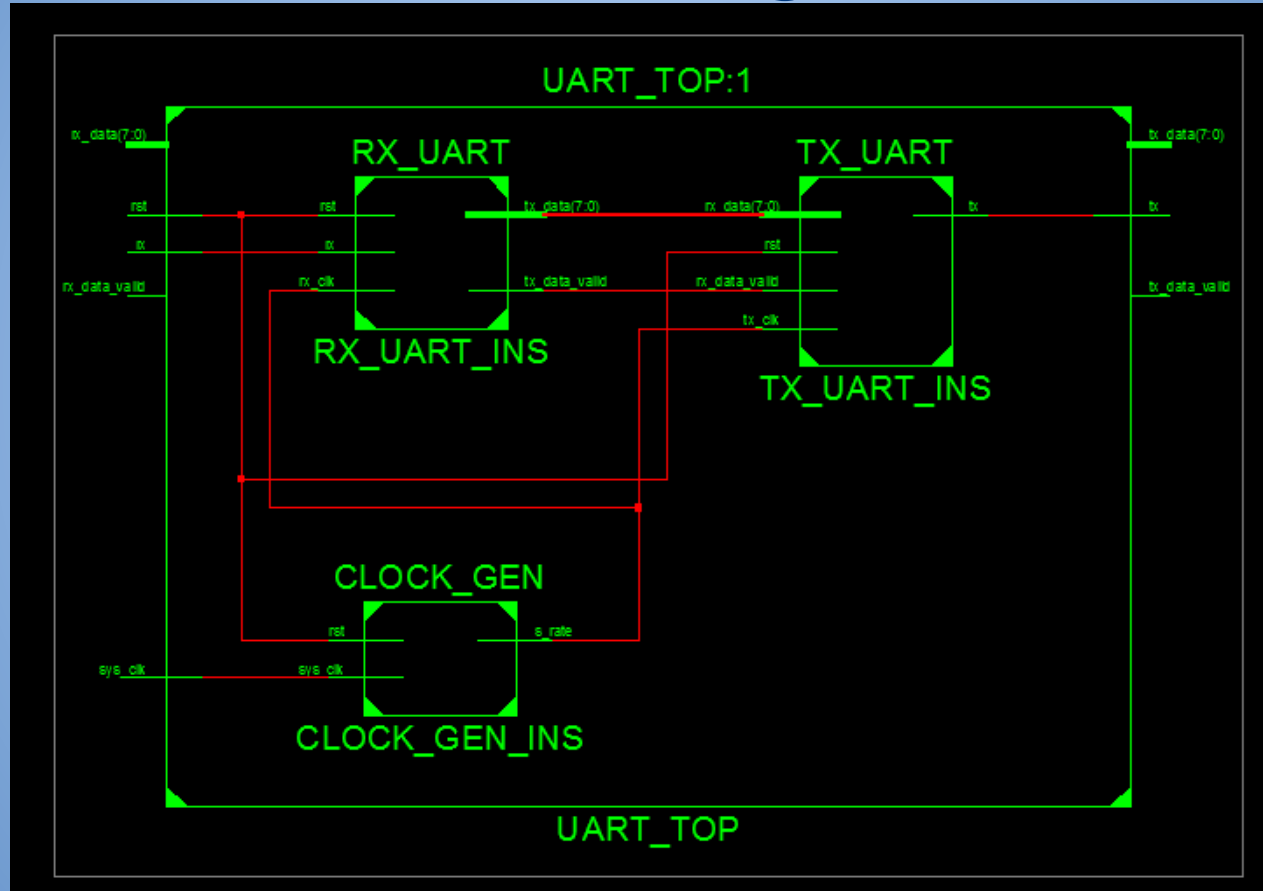 UART_TOP:1
rx_data(7:0)
tx_data(7:0)
RX_UART
TX_UART
rst
rst
tx_data(7:0)
rx_data(7:0)
tx
tx
rx
rx
rst
rx_data_valid
rx_clk
tx_data_valid
rx_data_valid
tx_data_valid
tx_clk
RX_UART_INS
TX_UART_INS
CLOCK_GEN
rst
s_rate
sys_clk
sys_clk
CLOCK_GEN_INS
UART_TOP